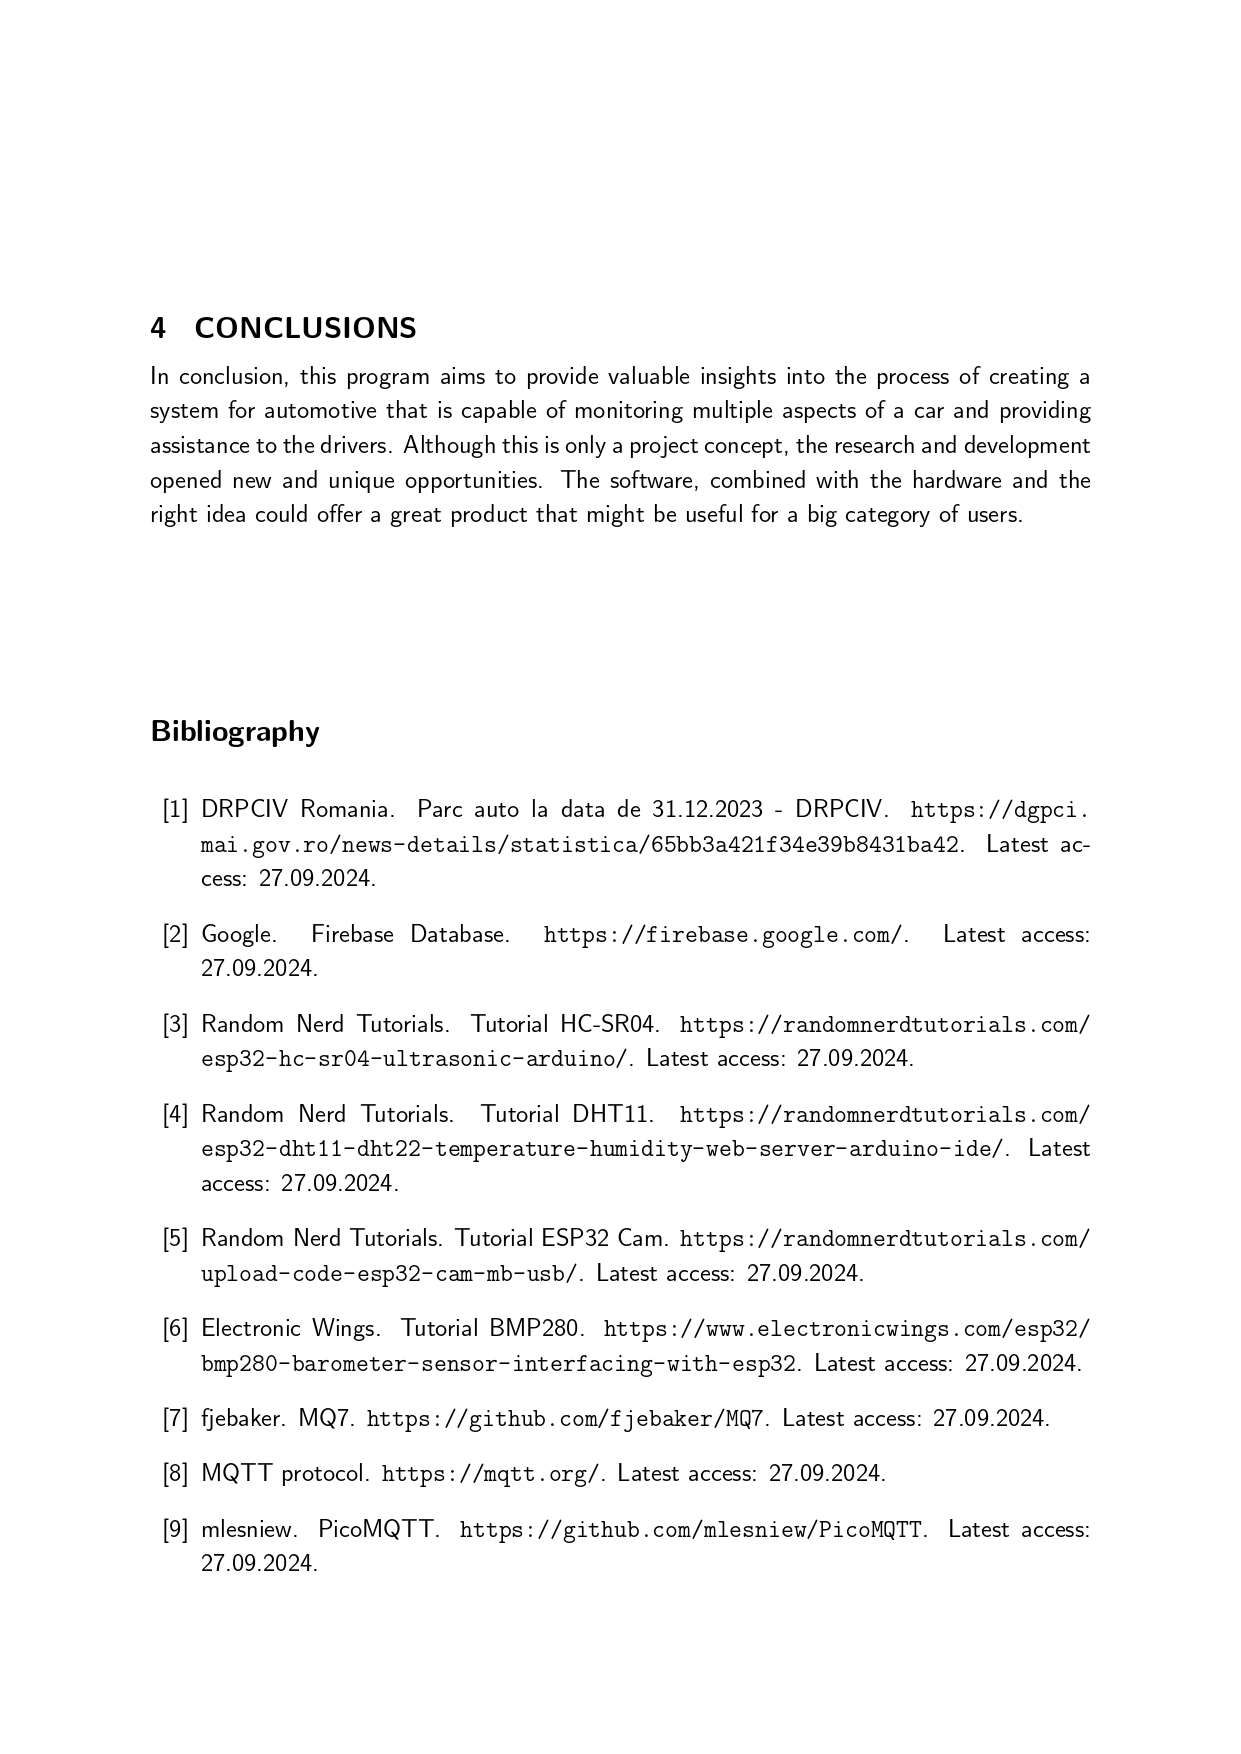 4 CONCLUSIONS
In conclusion, this program aims to provide valuable insights into the process of creating a
system for automotive that is capable of monitoring multiple aspects of a car and providing
assistance to the drivers. Although this is only a project concept, the research and development
opened new and unique opportunities. The software, combined with the hardware and the
right idea could offer a great product that might be useful for a big category of users.
Bibliography
[1] DRPCIV Romania. Parc auto la data de 31.12.2023 - DRPCIV. https://dgpci.
mai.gov.ro/news-details/statistica/65bb3a421f34e39b8431ba42. Latest ac-
cess: 27.09.2024.
[2] Google. Firebase Database. https://firebase.google.com/. Latest access:
27.09.2024.
[3] Random Nerd Tutorials. Tutorial HC-SR04. https://randomnerdtutorials.com/
esp32-hc-sr04-ultrasonic-arduino/. Latest access: 27.09.2024.
[4] Random Nerd Tutorials. Tutorial DHT11. https://randomnerdtutorials.com/
esp32-dht11-dht22-temperature-humidity-web-server-arduino-ide/. Latest
access: 27.09.2024.
[5] Random Nerd Tutorials. Tutorial ESP32 Cam. https://randomnerdtutorials.com/
upload-code-esp32-cam-mb-usb/. Latest access: 27.09.2024.
[6] Electronic Wings. Tutorial BMP280. https://www.electronicwings.com/esp32/
bmp280-barometer-sensor-interfacing-with-esp32. Latest access: 27.09.2024.
[7] fjebaker. MQ7. https://github.com/fjebaker/MQ7. Latest access: 27.09.2024.
[8] MQTT protocol. https://mqtt.org/. Latest access: 27.09.2024.
[9] mlesniew. PicoMQTT. https://github.com/mlesniew/PicoMQTT. Latest access:
27.09.2024.